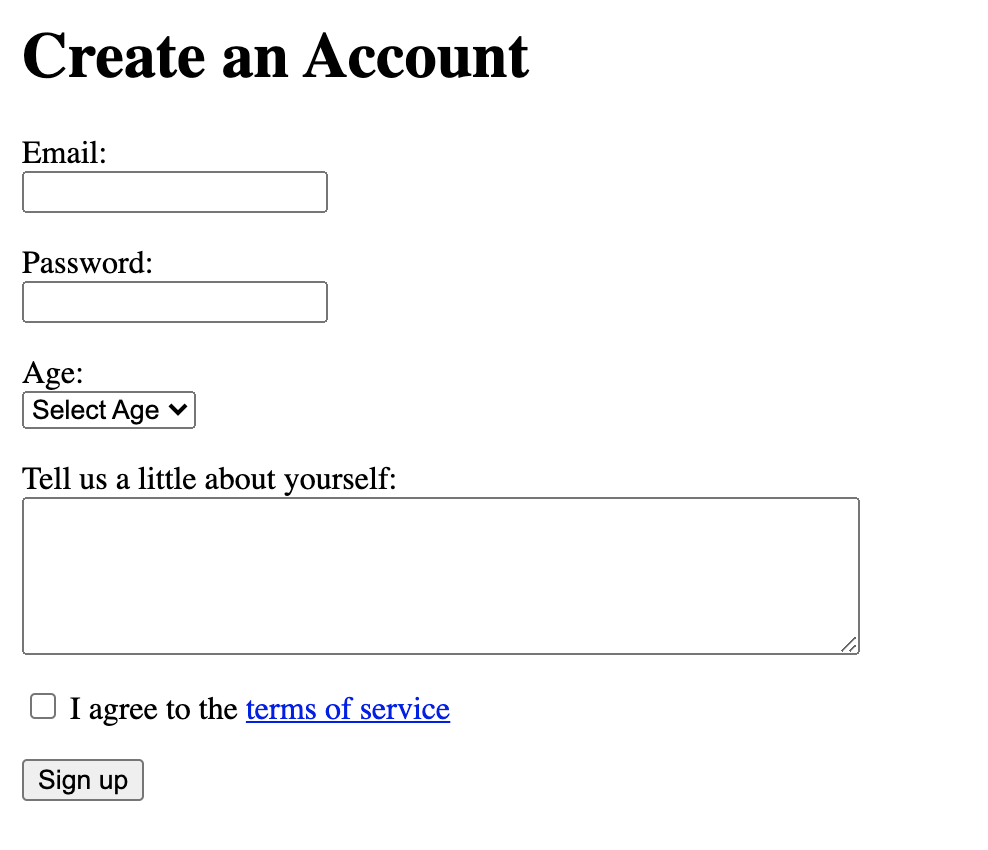 Create an Account
Email:
Password:
Age:
Select Age
Tell us a little about yourself:
I agree to the terms of service
Sign up